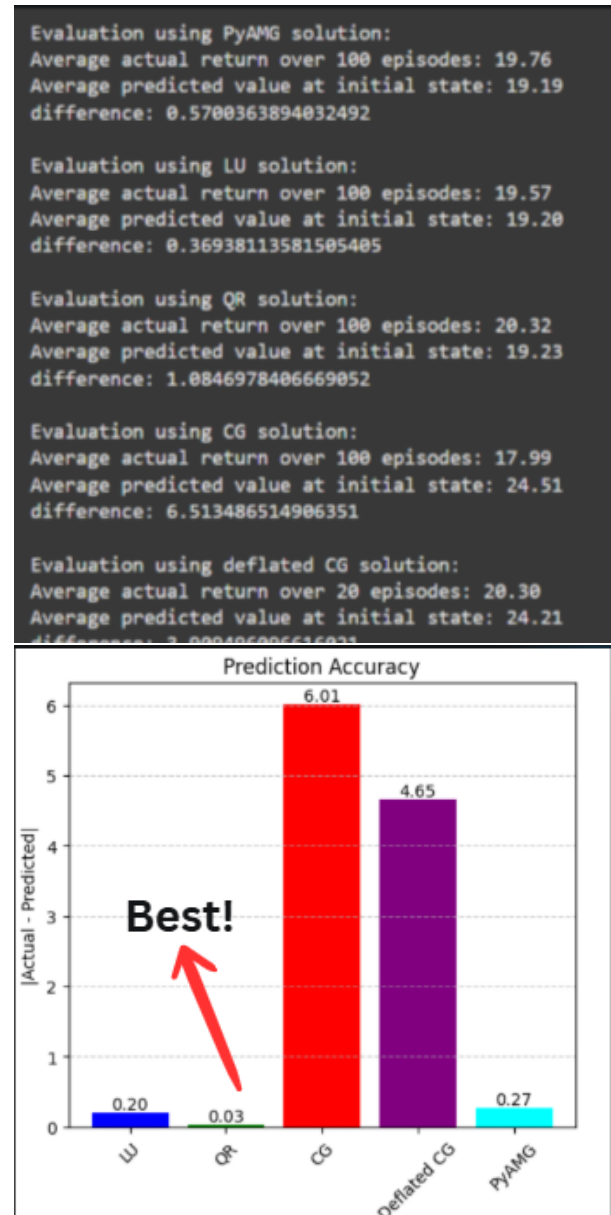 Evaluation using PyAMG solution:
Average actual return over 100 episodes: 19.76
Average predicted value at initial state: 19.19
difference: 0.5700363894032492
Evaluation using LU solution:
Average actual return over 100 episodes: 19.57
Average predicted value at initial state: 19.20
difference: 0.36938113581505405
Evaluation using QR solution:
Average actual return over 100 episodes: 20.32
Average predicted value at initial state: 19.23
difference: 1.0846978406669052
Evaluation using CG solution:
Average actual return over 100 episodes: 17.99
Average predicted value at initial state: 24.51
difference: 6.513486514906351
Evaluation using deflated CG solution:
Average actual return over 20 episodes: 20.30
Average predicted value at initial state: 24.21
difference: 3.909496096616021
Prediction Accuracy
6.01
6
5
4.65
4
|Actual - Predicted|
Best!
3
2
1
0.20
0.03
0.27
0
LU
QR
CG
Deflated CG
PyAMG